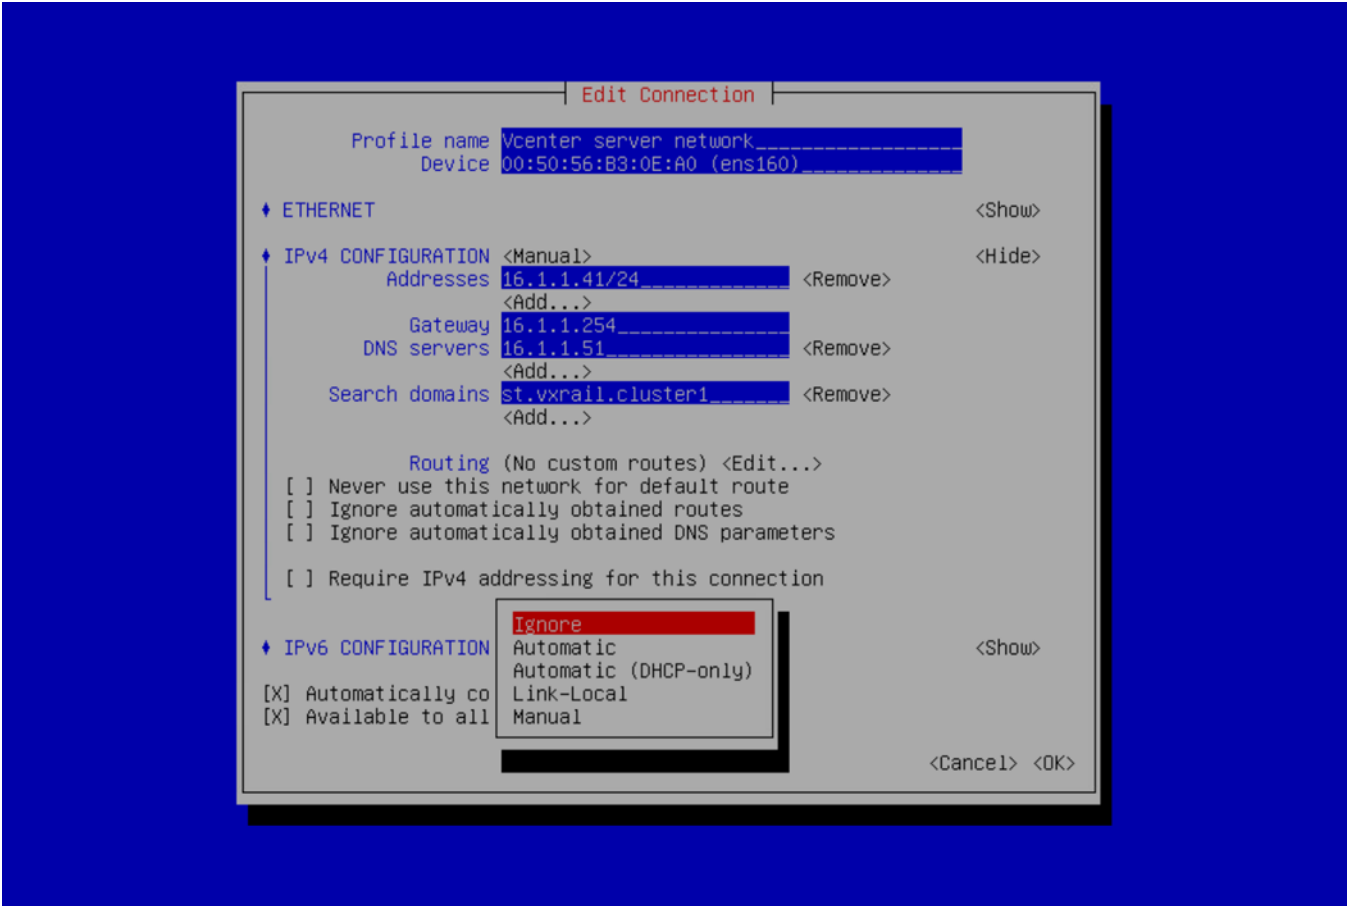 Edit Connection
Profile name Vcenter server network
Device 00:50:56:B3:0E:A0 (ens160)
ETHERNET <Show>
IPv4 CONFIGURATION <Manual> <Hide>
Addresses 16.1.1.41/24 <Remove>
<Add...>
Gateway 16.1.1.254
DNS servers 16.1.1.51 <Remove>
<Add...>
Search domains st.vxrail.cluster1 <Remove>
<Add...>
Routing (No custom routes) <Edit...>
[ ] Never use this network for default route
[ ] Ignore automatically obtained routes
[ ] Ignore automatically obtained DNS parameters
[ ] Require IPv4 addressing for this connection
Ignore
IPv6 CONFIGURATION Automatic <Show>
Automatic (DHCP-only)
[X] Automatically co Link-Local
[X] Available to all Manual
<Cancel> <OK>